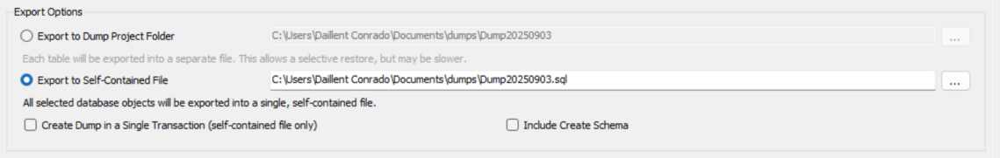 Export Options
Export to Dump Project Folder C:\Users\Daillent Conrado\Documents\dumps\Dump20250903 ...
Each table will be exported into a separate file. This allows a selective restore, but may be slower.
Export to Self-Contained File C:\Users\Daillent Conrado\Documents\dumps\Dump20250903.sql ...
All selected database objects will be exported into a single, self-contained file.
Create Dump in a Single Transaction (self-contained file only) Include Create Schema